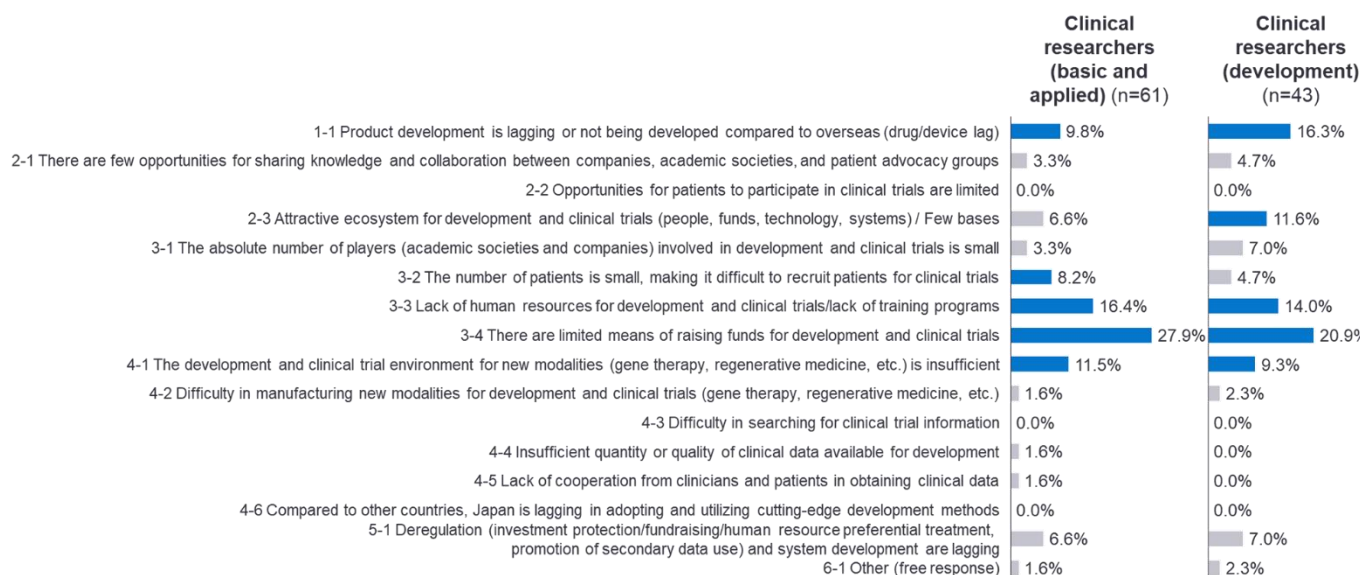 Clinical
researchers
(basic and
applied) (n=61)
Clinical
researchers
(development)
(n=43)
1-1 Product development is lagging or not being developed compared to overseas (drug/device lag) 9.8% 16.3%
2-1 There are few opportunities for sharing knowledge and collaboration between companies, academic societies, and patient advocacy groups 3.3% 4.7%
2-2 Opportunities for patients to participate in clinical trials are limited 0.0% 0.0%
2-3 Attractive ecosystem for development and clinical trials (people, funds, technology, systems) / Few bases 6.6% 11.6%
3-1 The absolute number of players (academic societies and companies) involved in development and clinical trials is small 3.3% 7.0%
3-2 The number of patients is small, making it difficult to recruit patients for clinical trials 8.2% 4.7%
3-3 Lack of human resources for development and clinical trials/lack of training programs 16.4% 14.0%
3-4 There are limited means of raising funds for development and clinical trials 27.9% 20.9%
4-1 The development and clinical trial environment for new modalities (gene therapy, regenerative medicine, etc.) is insufficient 11.5% 9.3%
4-2 Difficulty in manufacturing new modalities for development and clinical trials (gene therapy, regenerative medicine, etc.) 1.6% 2.3%
4-3 Difficulty in searching for clinical trial information 0.0% 0.0%
4-4 Insufficient quantity or quality of clinical data available for development 1.6% 0.0%
4-5 Lack of cooperation from clinicians and patients in obtaining clinical data 1.6% 0.0%
4-6 Compared to other countries, Japan is lagging in adopting and utilizing cutting-edge development methods 0.0% 0.0%
5-1 Deregulation (investment protection/fundraising/human resource preferential treatment,
promotion of secondary data use) and system development are lagging 6.6% 7.0%
6-1 Other (free response) 1.6% 2.3%